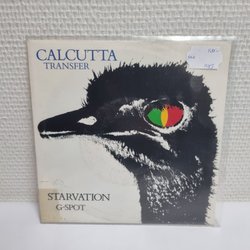 CALCUTTA
TRANSFER
STARVATION
G-SPOT